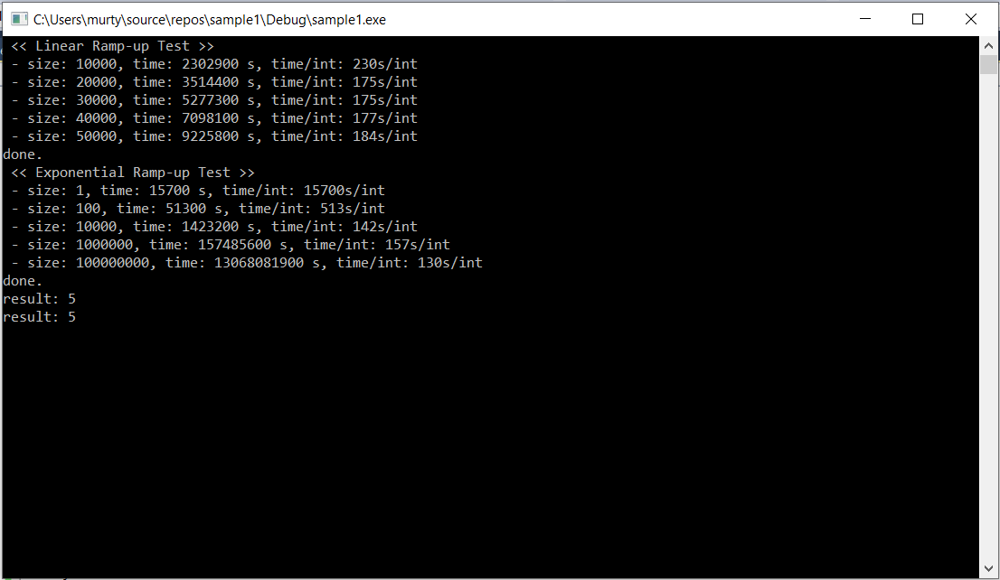 C:\Users\murty\source\repos\sample1\Debug\sample1.exe
<< Linear Ramp-up Test >>
- size: 10000, time: 2302900 s, time/int: 230s/int
- size: 20000, time: 3514400 s, time/int: 175s/int
- size: 30000, time: 5277300 s, time/int: 175s/int
- size: 40000, time: 7098100 s, time/int: 177s/int
- size: 50000, time: 9225800 s, time/int: 184s/int
done.
<< Exponential Ramp-up Test >>
- size: 1, time: 15700 s, time/int: 15700s/int
- size: 100, time: 51300 s, time/int: 513s/int
- size: 10000, time: 1423200 s, time/int: 142s/int
- size: 1000000, time: 157485600 s, time/int: 157s/int
- size: 100000000, time: 13068081900 s, time/int: 130s/int
done.
result: 5
result: 5